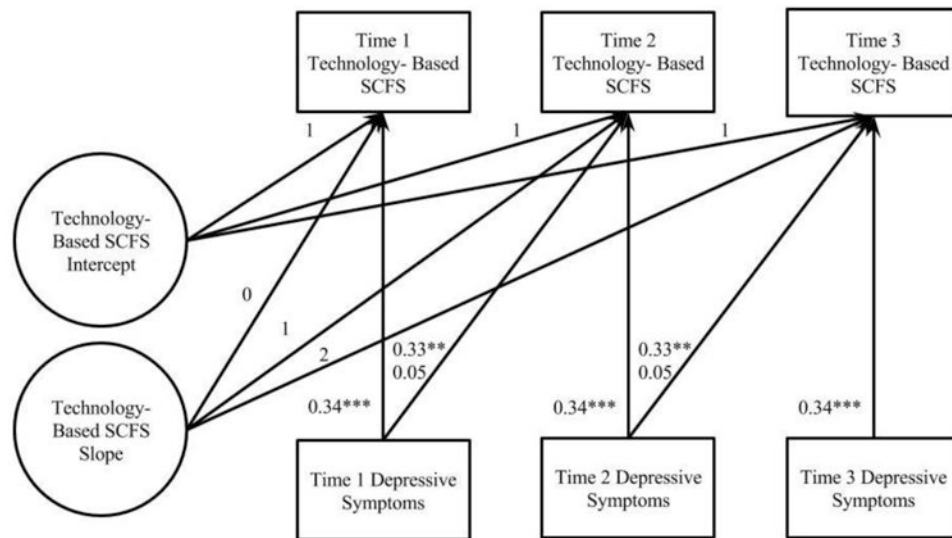 Time 1
Technology- Based
SCFS
Time 2
Technology- Based
SCFS
Time 3
Technology- Based
SCFS
1
1
1
Technology-
Based SCFS
Intercept
0
1
2
0.33**
0.05
0.33**
0.05
0.34***
0.34***
0.34***
Technology-
Based SCFS
Slope
Time 1 Depressive
Symptoms
Time 2 Depressive
Symptoms
Time 3 Depressive
Symptoms